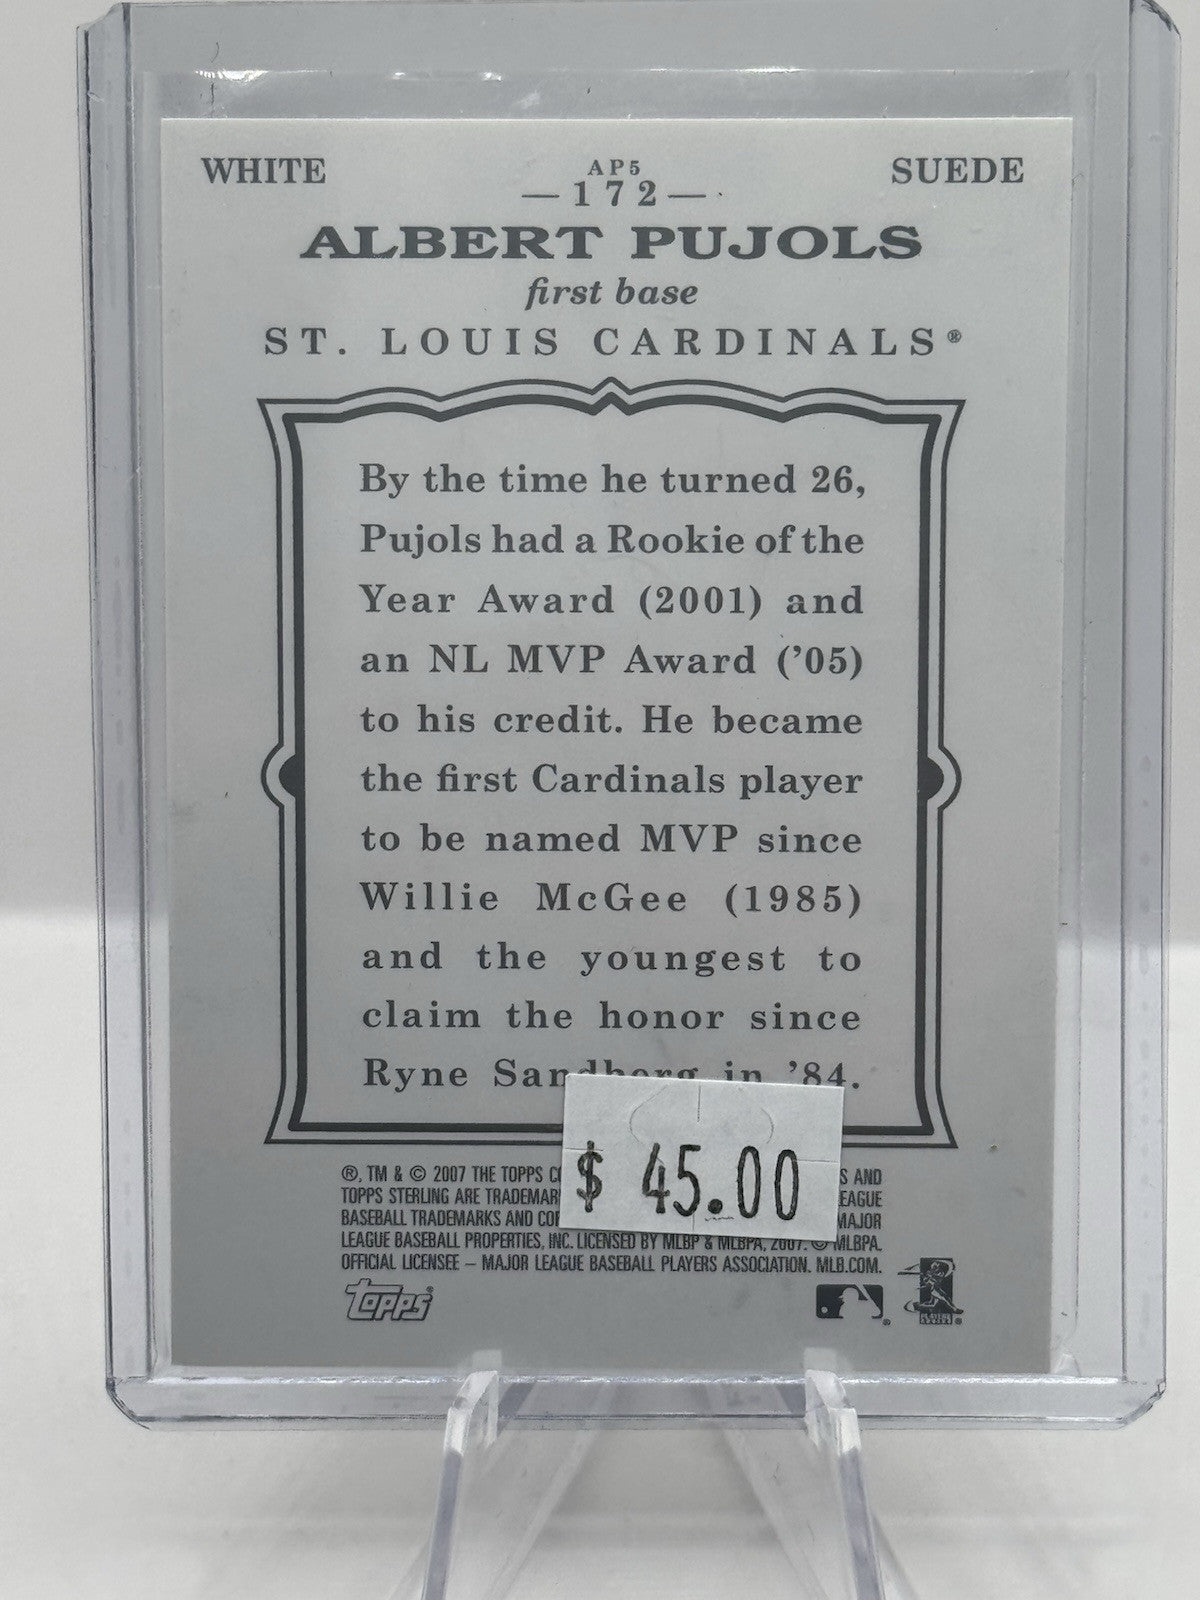 WHITE AP5 SUEDE
— 172 —
ALBERT PUJOLS
first base
ST. LOUIS CARDINALS®
By the time he turned 26,
Pujols had a Rookie of the
Year Award (2001) and
an NL MVP Award ('05)
to his credit. He became
the first Cardinals player
to be named MVP since
Willie McGee (1985)
and the youngest to
claim the honor since
Ryne Sandberg in '84.
$ 45.00
®, TM & © 2007 THE TOPPS S AND
TOPPS STERLING ARE EAGUE
BASEBALL TRADEMARKS AND MAJOR
LEAGUE BASEBALL PROPERTIES, INC. LICENSED BY MLBP & MLBPA, 2007. © MLBPA.
OFFICIAL LICENSEE – MAJOR LEAGUE BASEBALL PLAYERS ASSOCIATION. MLB.COM.
Topps®